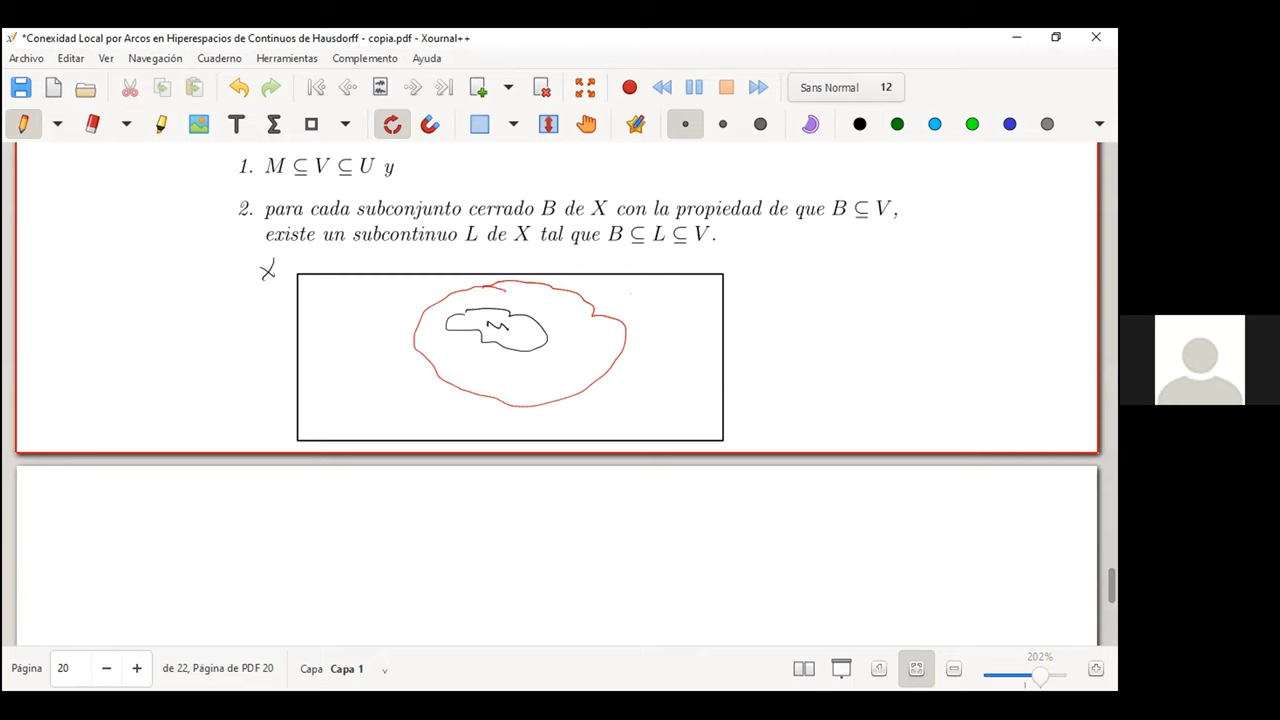 *Conexidad Local por Arcos en Hiperespacios de Continuos de Hausdorff - copia.pdf - Xournal++
Archivo Editar Ver Navegación Cuaderno Herramientas Complemento Ayuda
Sans Normal 12
1. M ⊆ V ⊆ U y
2. para cada subconjunto cerrado B de X con la propiedad de que B ⊆ V,
existe un subcontinuo L de X tal que B ⊆ L ⊆ V.
X
M
Página 20 de 22, Página de PDF 20 Capa Capa 1 202%